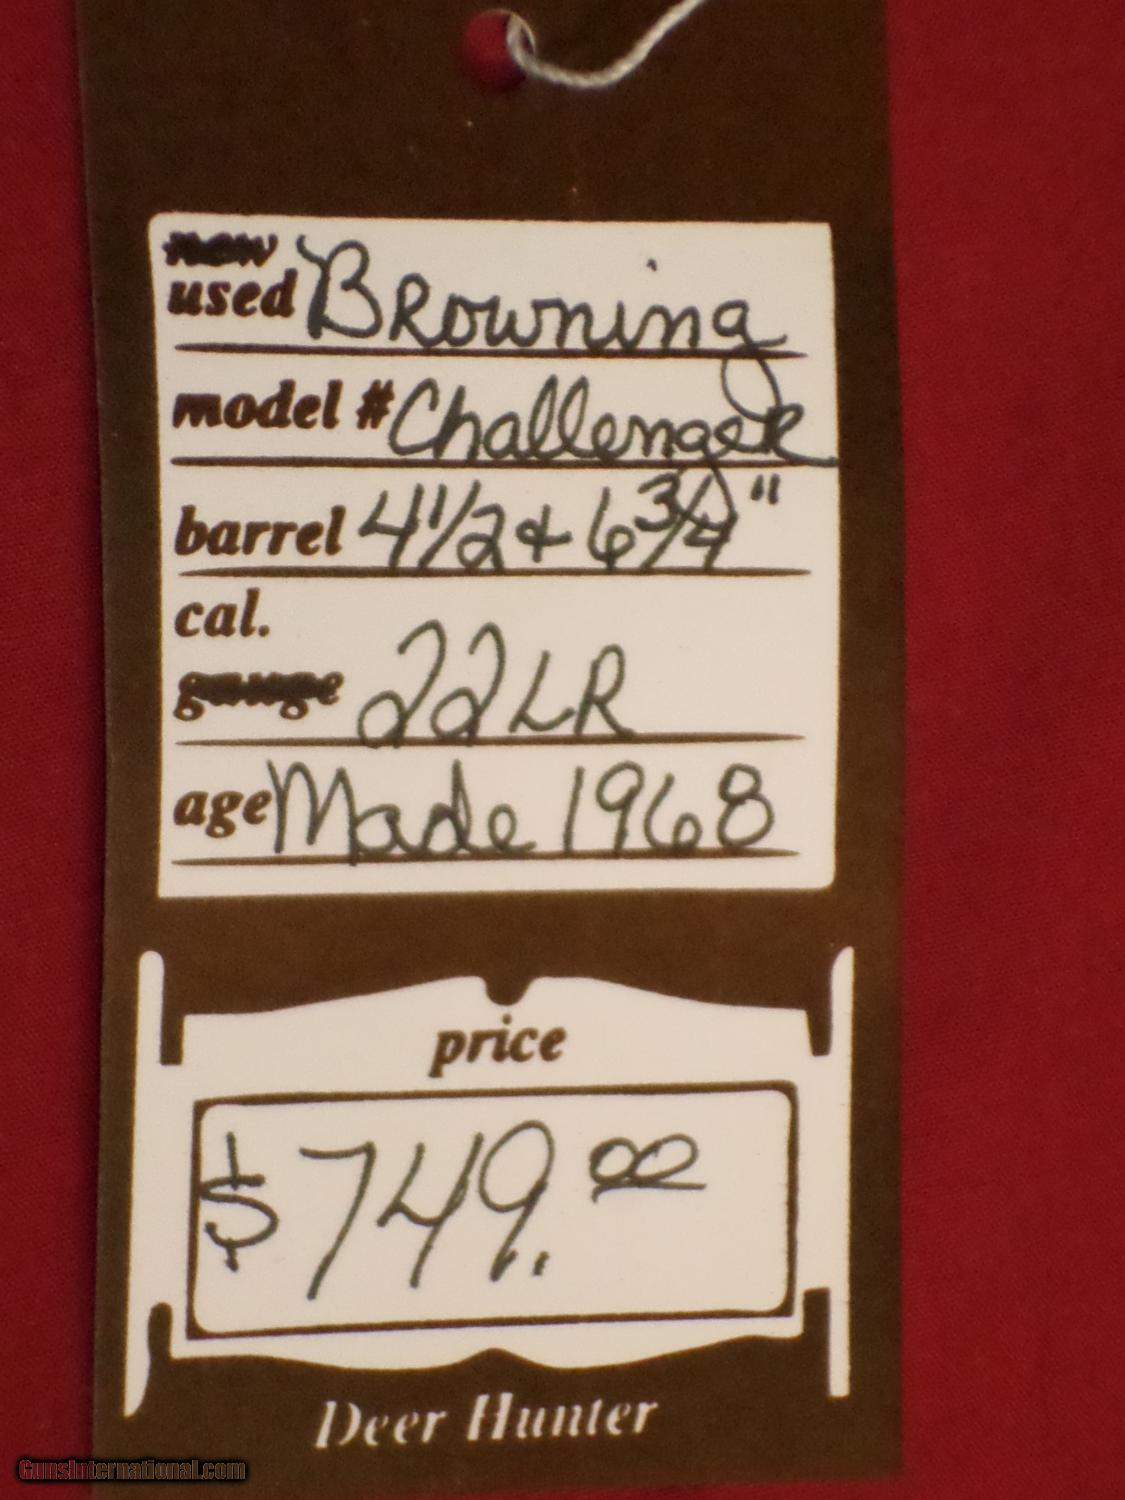 new
used Browning
model # Challenger
barrel 4 1/2 & 6 3/4"
cal.
gauge 22LR
age Made 1968
price
$749.00
Deer Hunter
GunsInternational.com